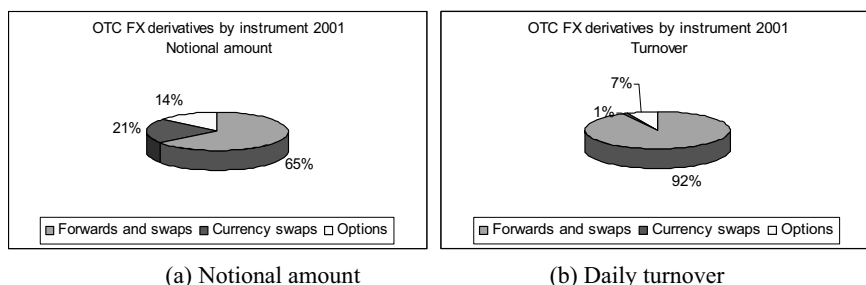 OTC FX derivatives by instrument 2001
Notional amount
14%
21%
65%
Forwards and swaps Currency swaps Options
OTC FX derivatives by instrument 2001
Turnover
7%
1%
92%
Forwards and swaps Currency swaps Options
(a) Notional amount
(b) Daily turnover